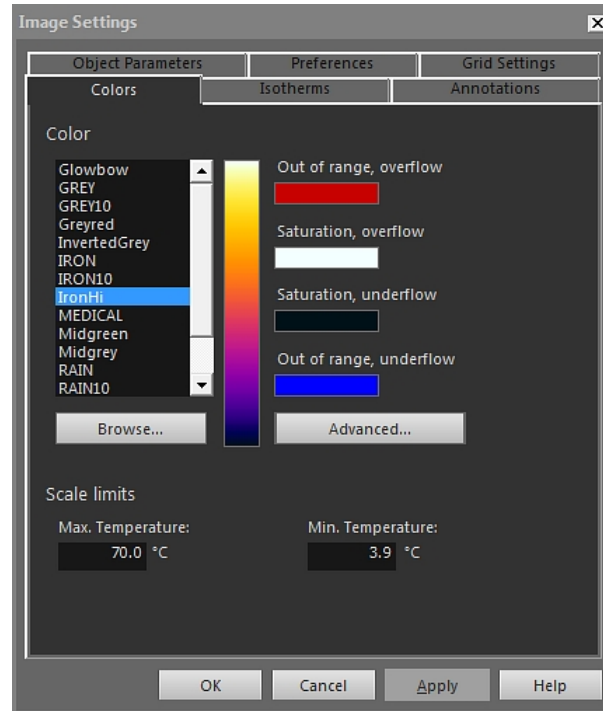 Image Settings
Object Parameters
Preferences
Grid Settings
Colors
Isotherms
Annotations
Color
Glowbow
GREY
GREY10
Greyred
InvertedGrey
IRON
IRON10
IronHi
MEDICAL
Midgreen
Midgrey
RAIN
RAIN10
Out of range, overflow
Saturation, overflow
Saturation, underflow
Out of range, underflow
Browse...
Advanced...
Scale limits
Max. Temperature:
70.0 °C
Min. Temperature:
3.9 °C
OK
Cancel
Apply
Help